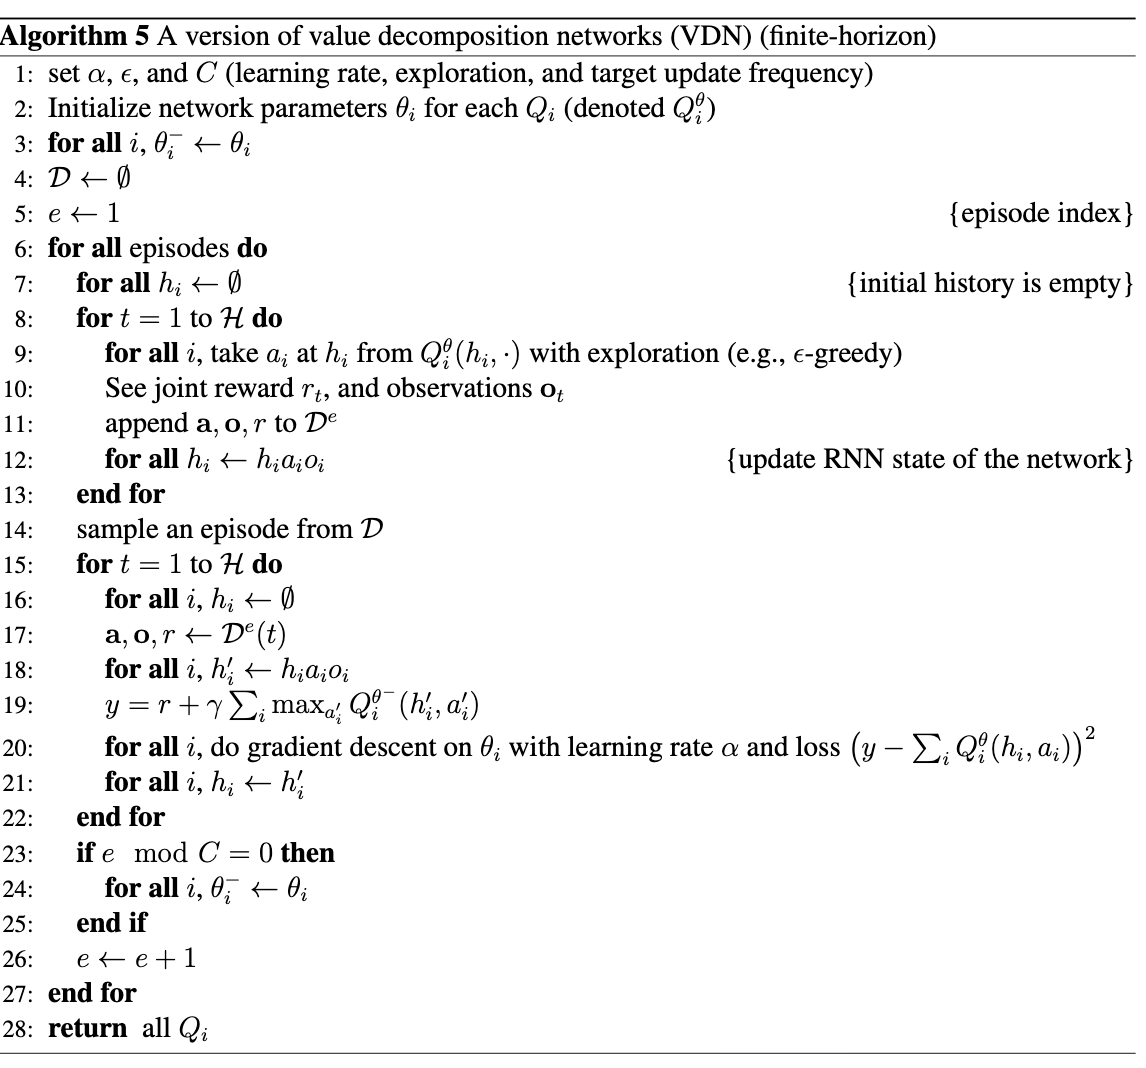 Algorithm 5 A version of value decomposition networks (VDN) (finite-horizon)
1: set α, ϵ, and C (learning rate, exploration, and target update frequency)
2: Initialize network parameters θ_i for each Q_i (denoted Q_i^θ)
3: for all i, θ_i^− ← θ_i
4: 𝒟 ← ∅
5: e ← 1 {episode index}
6: for all episodes do
7: for all h_i ← ∅ {initial history is empty}
8: for t = 1 to ℋ do
9: for all i, take a_i at h_i from Q_i^θ(h_i, ·) with exploration (e.g., ϵ-greedy)
10: See joint reward r_t, and observations o_t
11: append a, o, r to 𝒟^e
12: for all h_i ← h_i a_i o_i {update RNN state of the network}
13: end for
14: sample an episode from 𝒟
15: for t = 1 to ℋ do
16: for all i, h_i ← ∅
17: a, o, r ← 𝒟^e(t)
18: for all i, h_i′ ← h_i a_i o_i
19: y = r + γ ∑_i max_{a_i′} Q_i^{θ^−}(h_i′, a_i′)
20: for all i, do gradient descent on θ_i with learning rate α and loss (y − ∑_i Q_i^θ(h_i, a_i))^2
21: for all i, h_i ← h_i′
22: end for
23: if e mod C = 0 then
24: for all i, θ_i^− ← θ_i
25: end if
26: e ← e + 1
27: end for
28: return all Q_i